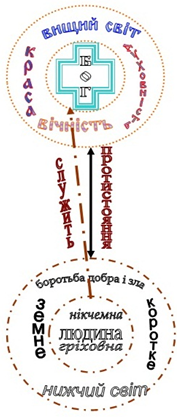 вищий світ
краса
духовність
Б
О
Г
вічність
служить
протистояння
боротьба добра і зла
земне
нікчемна
людина
гріховна
коротке
нижчий світ